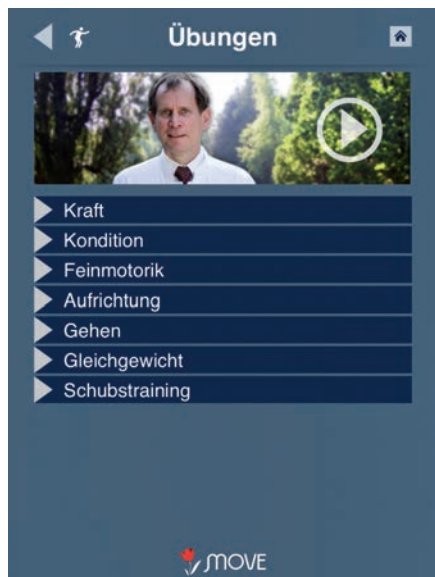 Übungen
Kraft
Kondition
Feinmotorik
Aufrichtung
Gehen
Gleichgewicht
Schubstraining
MOVE